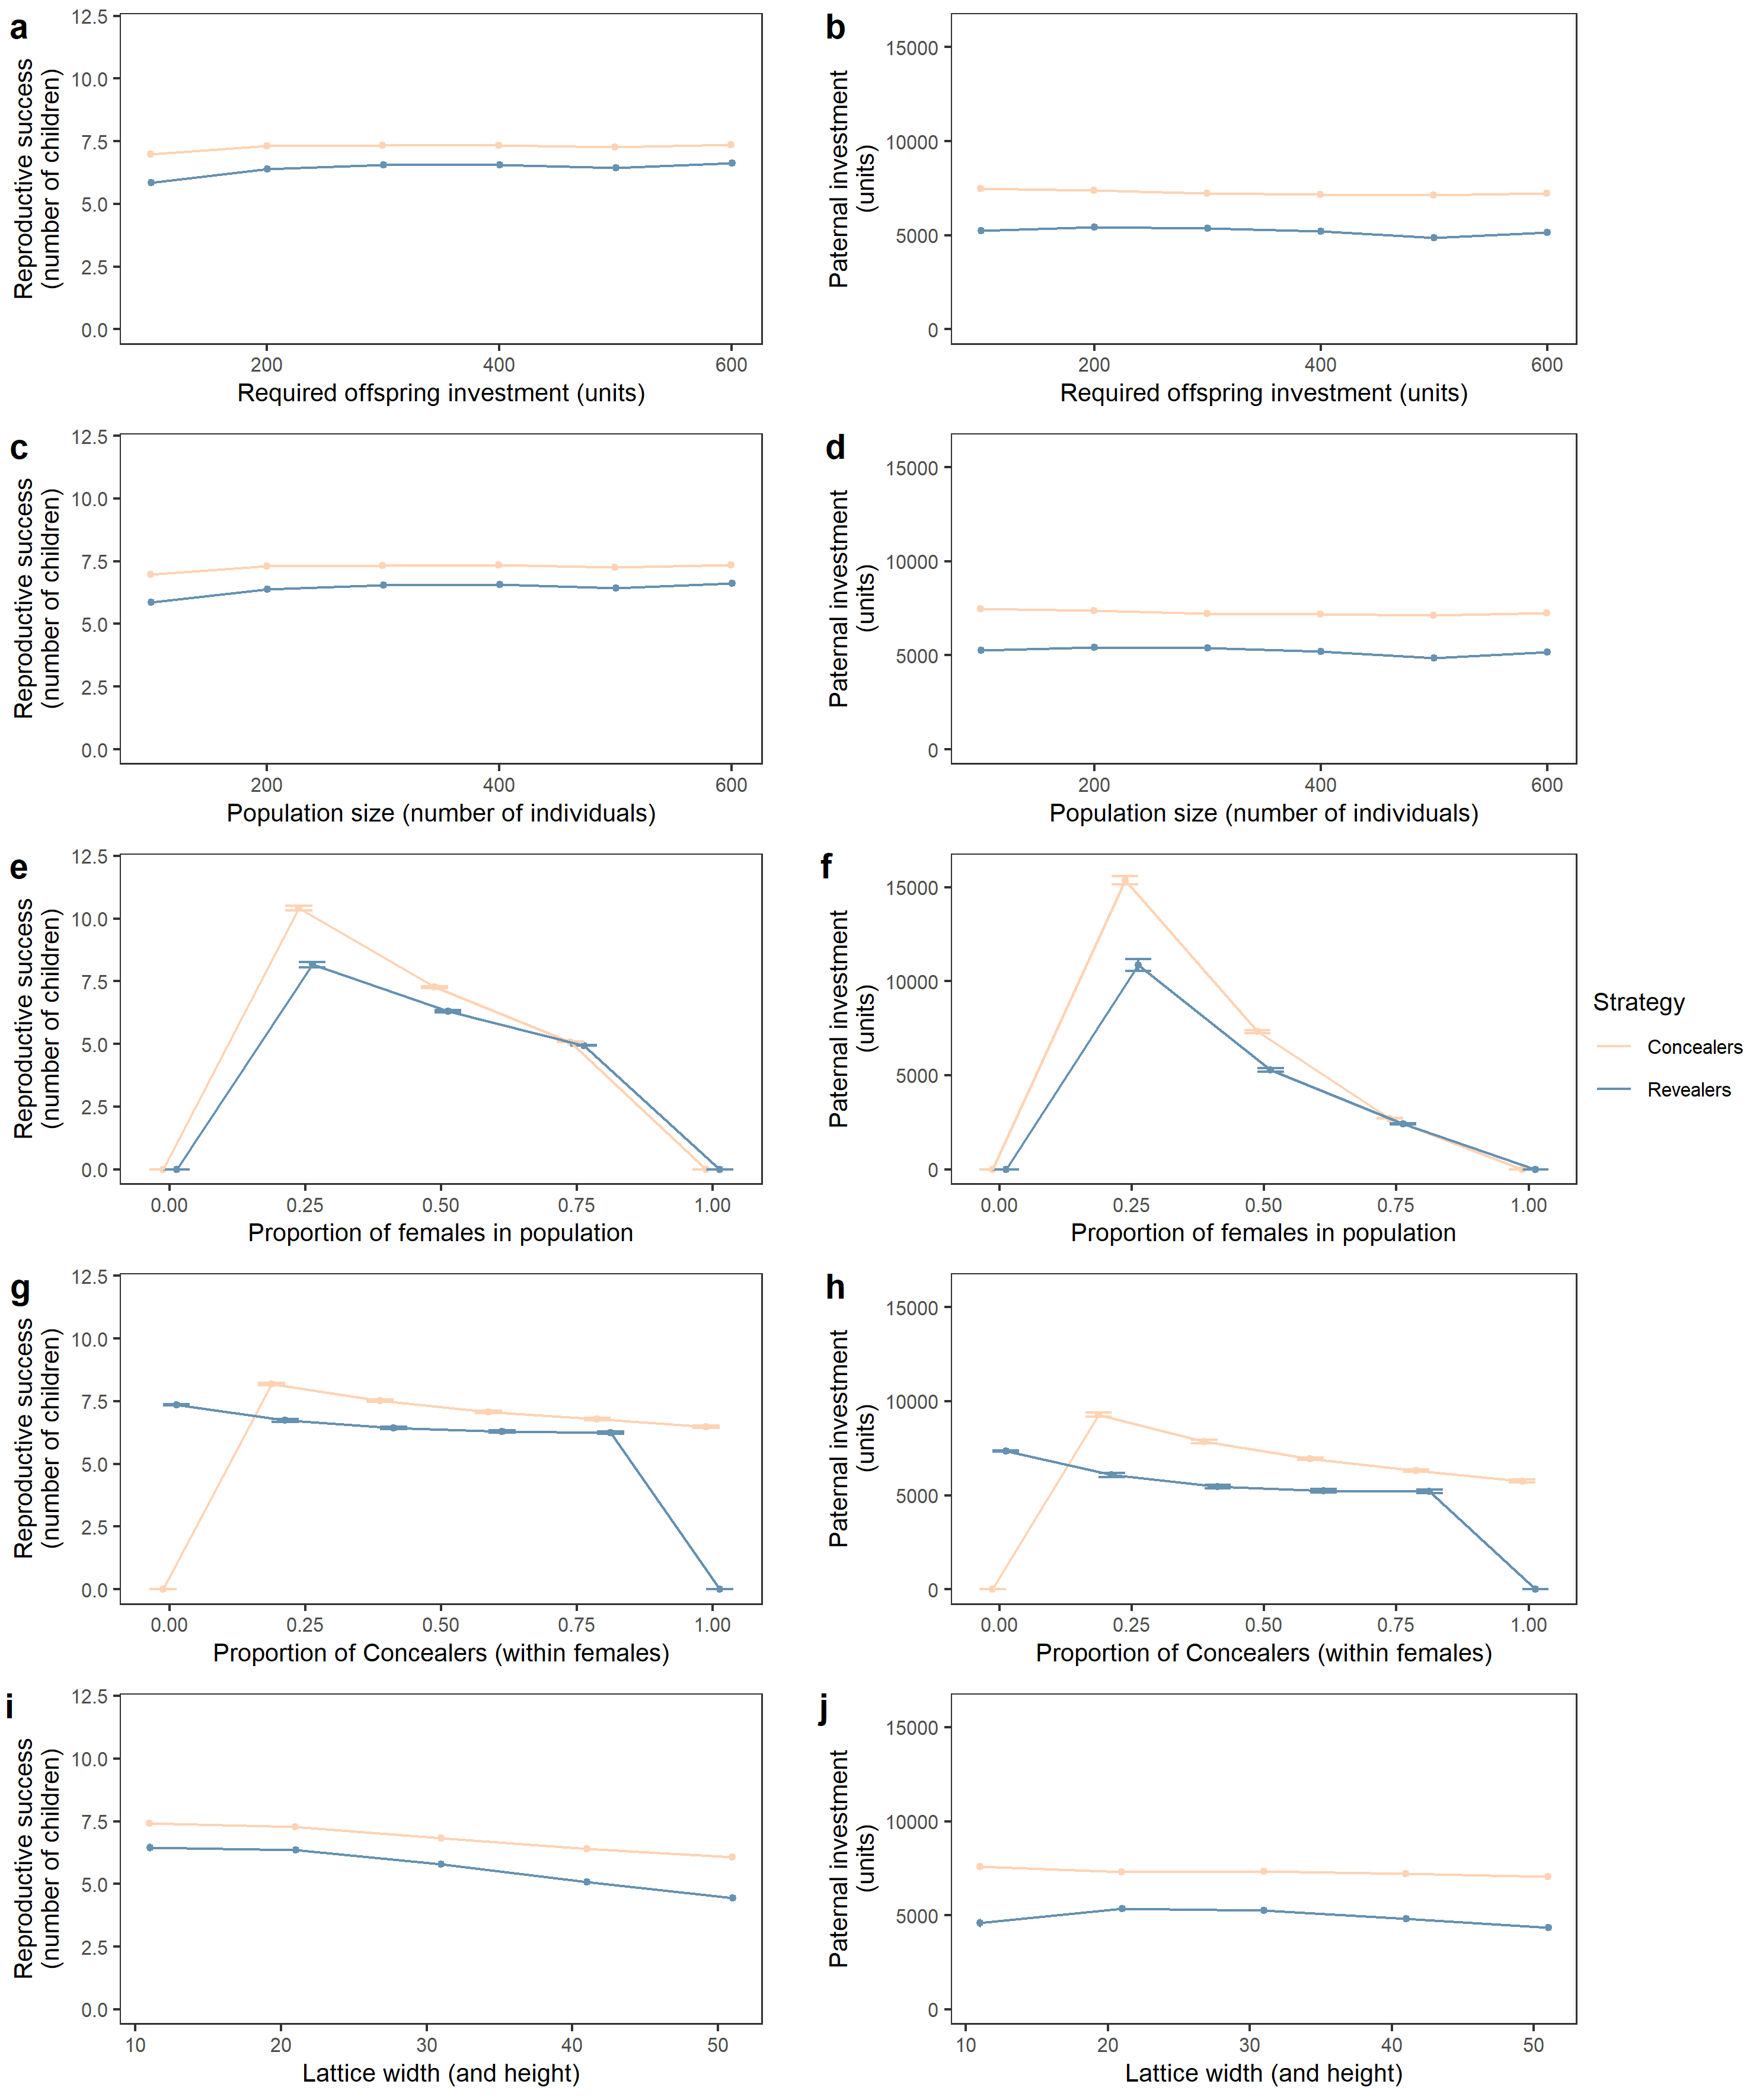 a
Reproductive success
(number of children)
12.5
10.0
7.5
5.0
2.5
0.0
200
400
600
Required offspring investment (units)
b
Paternal investment
(units)
15000
10000
5000
0
200
400
600
Required offspring investment (units)
c
Reproductive success
(number of children)
12.5
10.0
7.5
5.0
2.5
0.0
200
400
600
Population size (number of individuals)
d
Paternal investment
(units)
15000
10000
5000
0
200
400
600
Population size (number of individuals)
e
Reproductive success
(number of children)
12.5
10.0
7.5
5.0
2.5
0.0
0.00
0.25
0.50
0.75
1.00
Proportion of females in population
f
Paternal investment
(units)
15000
10000
5000
0
0.00
0.25
0.50
0.75
1.00
Proportion of females in population
Strategy
Concealers
Revealers
g
Reproductive success
(number of children)
12.5
10.0
7.5
5.0
2.5
0.0
0.00
0.25
0.50
0.75
1.00
Proportion of Concealers (within females)
h
Paternal investment
(units)
15000
10000
5000
0
0.00
0.25
0.50
0.75
1.00
Proportion of Concealers (within females)
i
Reproductive success
(number of children)
12.5
10.0
7.5
5.0
2.5
0.0
10
20
30
40
50
Lattice width (and height)
j
Paternal investment
(units)
15000
10000
5000
0
10
20
30
40
50
Lattice width (and height)